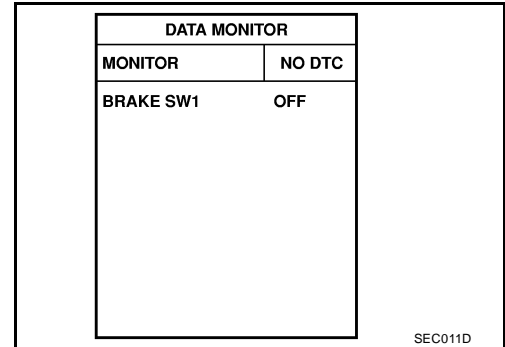 DATA MONITOR
MONITOR NO DTC
BRAKE SW1 OFF
SEC011D